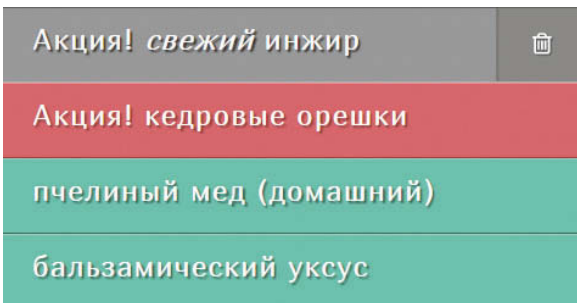 Акция! свежий инжир
Акция! кедровые орешки
пчелиный мед (домашний)
бальзамический уксус